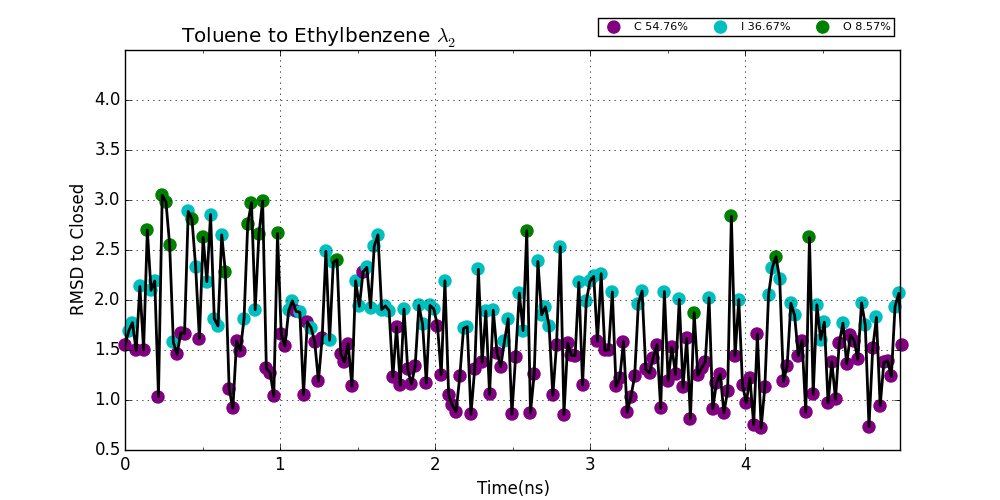 Toluene to Ethylbenzene λ₂
C 54.76% I 36.67% O 8.57%
4.0
3.5
3.0
2.5
2.0
1.5
1.0
0.5
RMSD to Closed
0 1 2 3 4
Time(ns)